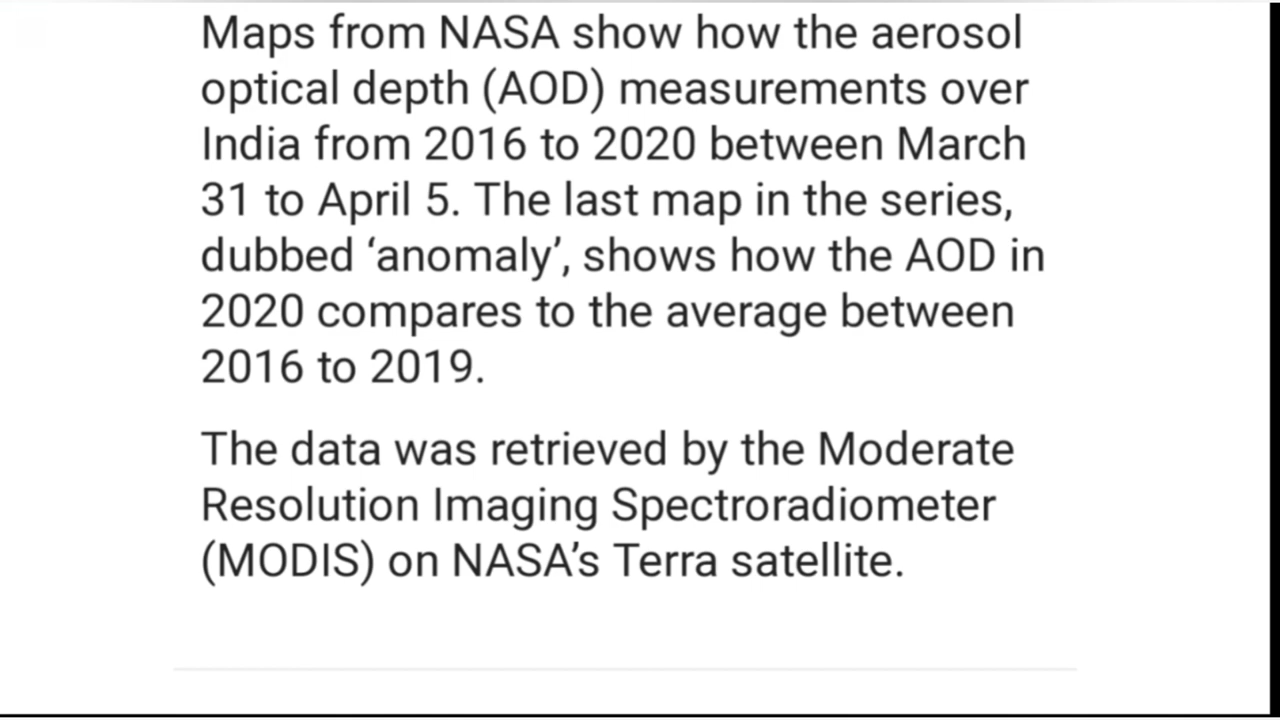 Maps from NASA show how the aerosol
optical depth (AOD) measurements over
India from 2016 to 2020 between March
31 to April 5. The last map in the series,
dubbed ‘anomaly’, shows how the AOD in
2020 compares to the average between
2016 to 2019.
The data was retrieved by the Moderate
Resolution Imaging Spectroradiometer
(MODIS) on NASA’s Terra satellite.